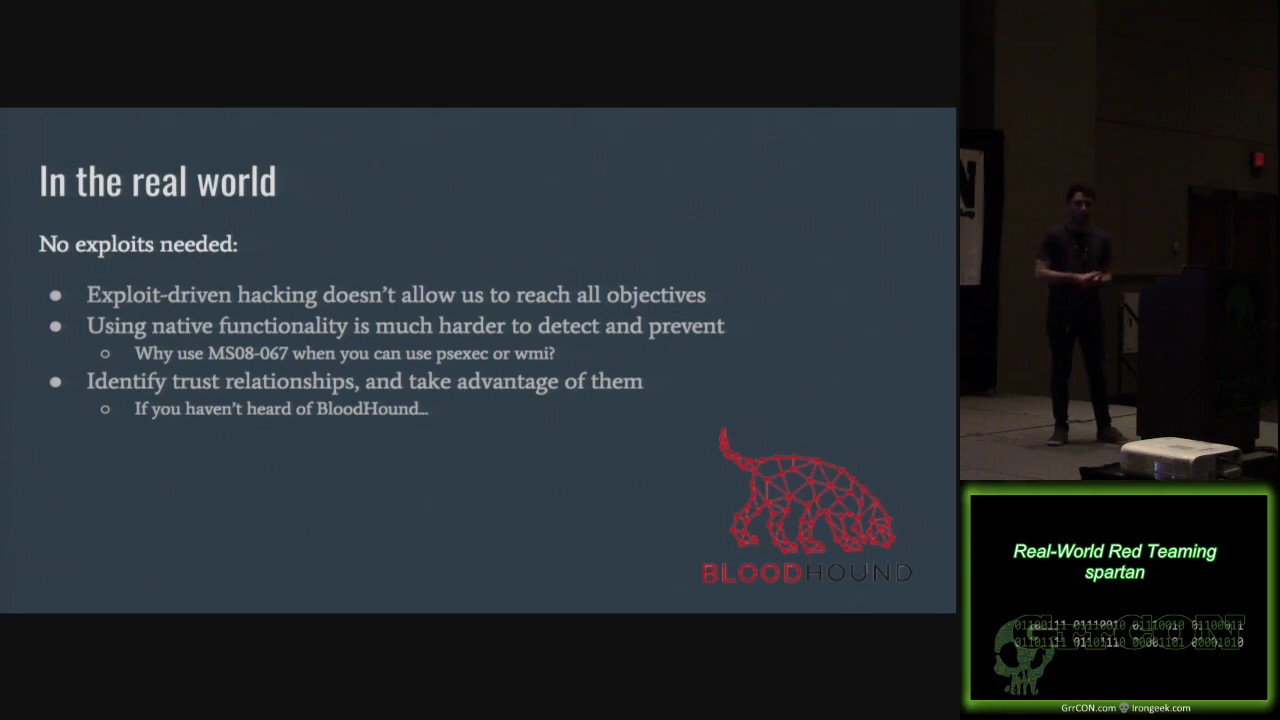 In the real world
No exploits needed:
● Exploit-driven hacking doesn't allow us to reach all objectives
● Using native functionality is much harder to detect and prevent
○ Why use MS08-067 when you can use psexec or wmi?
● Identify trust relationships, and take advantage of them
○ If you haven't heard of BloodHound...
BLOODHOUND
N
Real-World Red Teaming
spartan
GrrCON
GrrCON.com Irongeek.com